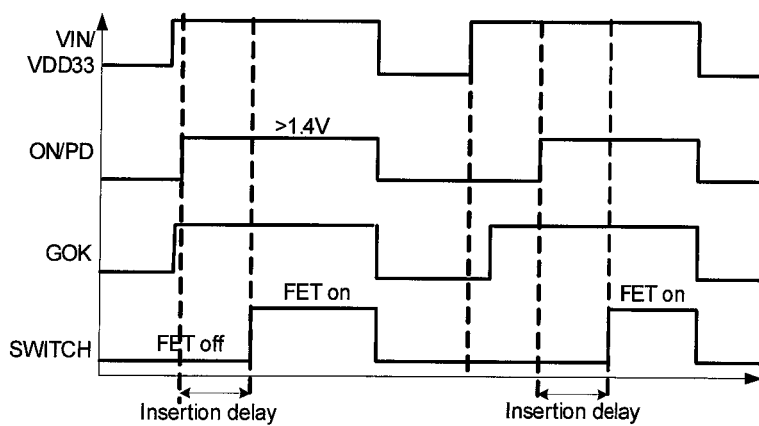 VIN/
VDD33
>1.4V
ON/PD
GOK
FET on
FET on
FET off
SWITCH
Insertion delay
Insertion delay